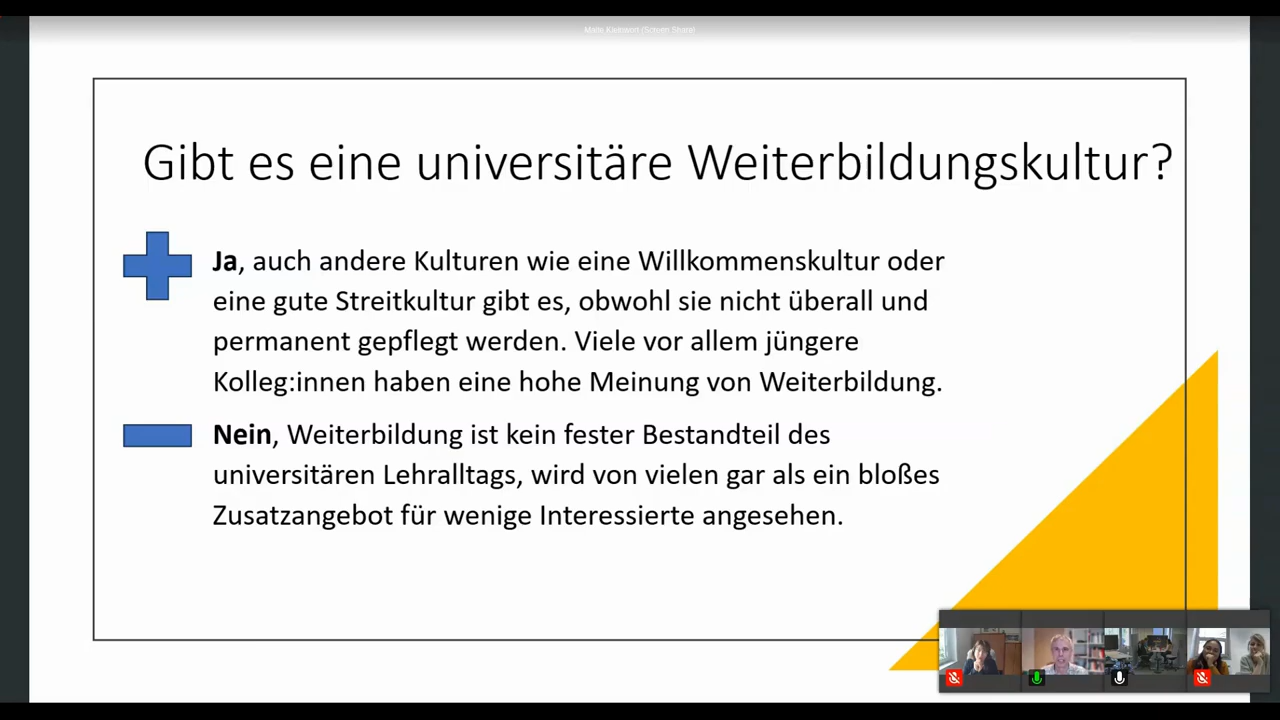 Gibt es eine universitäre Weiterbildungskultur?
Ja, auch andere Kulturen wie eine Willkommenskultur oder
eine gute Streitkultur gibt es, obwohl sie nicht überall und
permanent gepflegt werden. Viele vor allem jüngere
Kolleg:innen haben eine hohe Meinung von Weiterbildung.
Nein, Weiterbildung ist kein fester Bestandteil des
universitären Lehralltags, wird von vielen gar als ein bloßes
Zusatzangebot für wenige Interessierte angesehen.